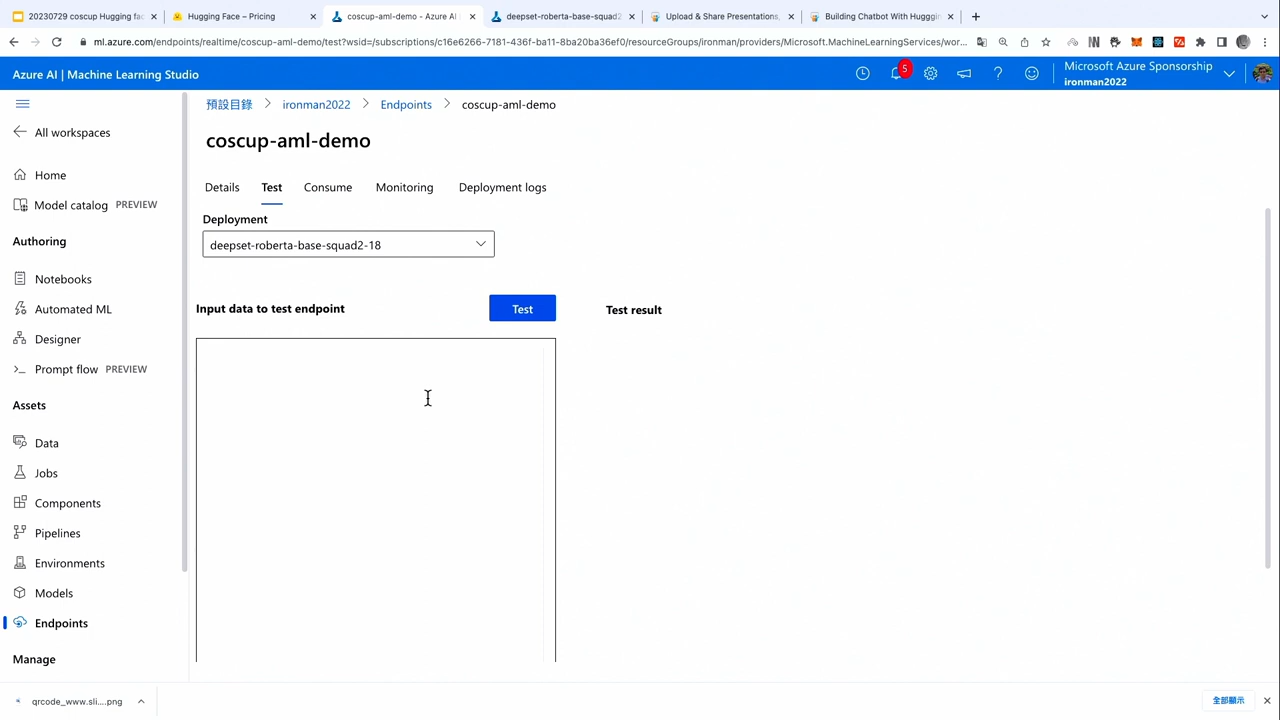 20230729 coscup Hugging fac
Hugging Face – Pricing
coscup-aml-demo - Azure AI
deepset-roberta-base-squad2
Upload & Share Presentations,
Building Chatbot With Hugggi
ml.azure.com/endpoints/realtime/coscup-aml-demo/test?wsid=/subscriptions/c16e6266-7181-436f-ba11-8ba20ba36ef0/resourceGroups/ironman/providers/Microsoft.MachineLearningServices/wor...
Azure AI | Machine Learning Studio
5
Microsoft Azure Sponsorship
ironman2022
預設目錄 > ironman2022 > Endpoints > coscup-aml-demo
All workspaces
Home
Model catalog PREVIEW
Authoring
Notebooks
Automated ML
Designer
Prompt flow PREVIEW
Assets
Data
Jobs
Components
Pipelines
Environments
Models
Endpoints
Manage
coscup-aml-demo
Details Test Consume Monitoring Deployment logs
Deployment
deepset-roberta-base-squad2-18
Input data to test endpoint
Test
Test result
qrcode_www.sli....png
全部顯示